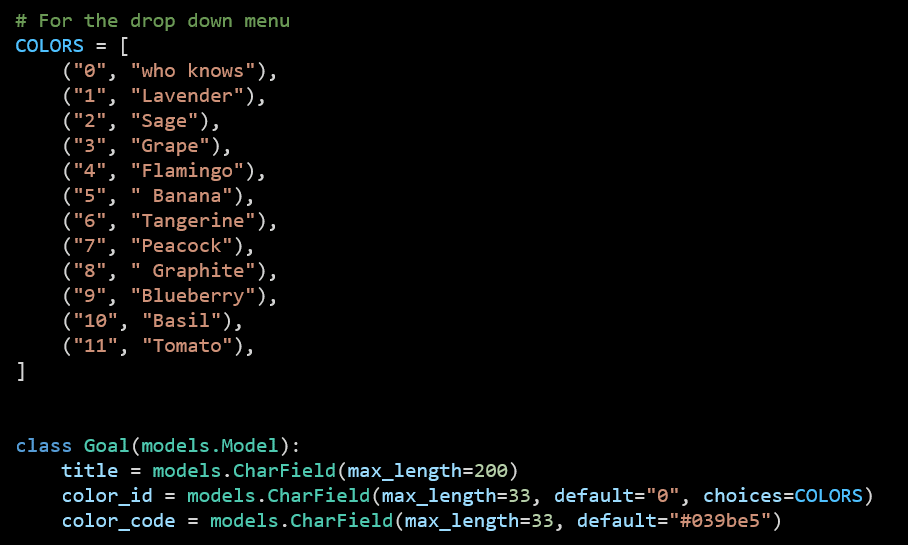 # For the drop down menu
COLORS = [
    ("0", "who knows"),
    ("1", "Lavender"),
    ("2", "Sage"),
    ("3", "Grape"),
    ("4", "Flamingo"),
    ("5", " Banana"),
    ("6", "Tangerine"),
    ("7", "Peacock"),
    ("8", " Graphite"),
    ("9", "Blueberry"),
    ("10", "Basil"),
    ("11", "Tomato"),
]
class Goal(models.Model):
    title = models.CharField(max_length=200)
    color_id = models.CharField(max_length=33, default="0", choices=COLORS)
    color_code = models.CharField(max_length=33, default="#039be5")